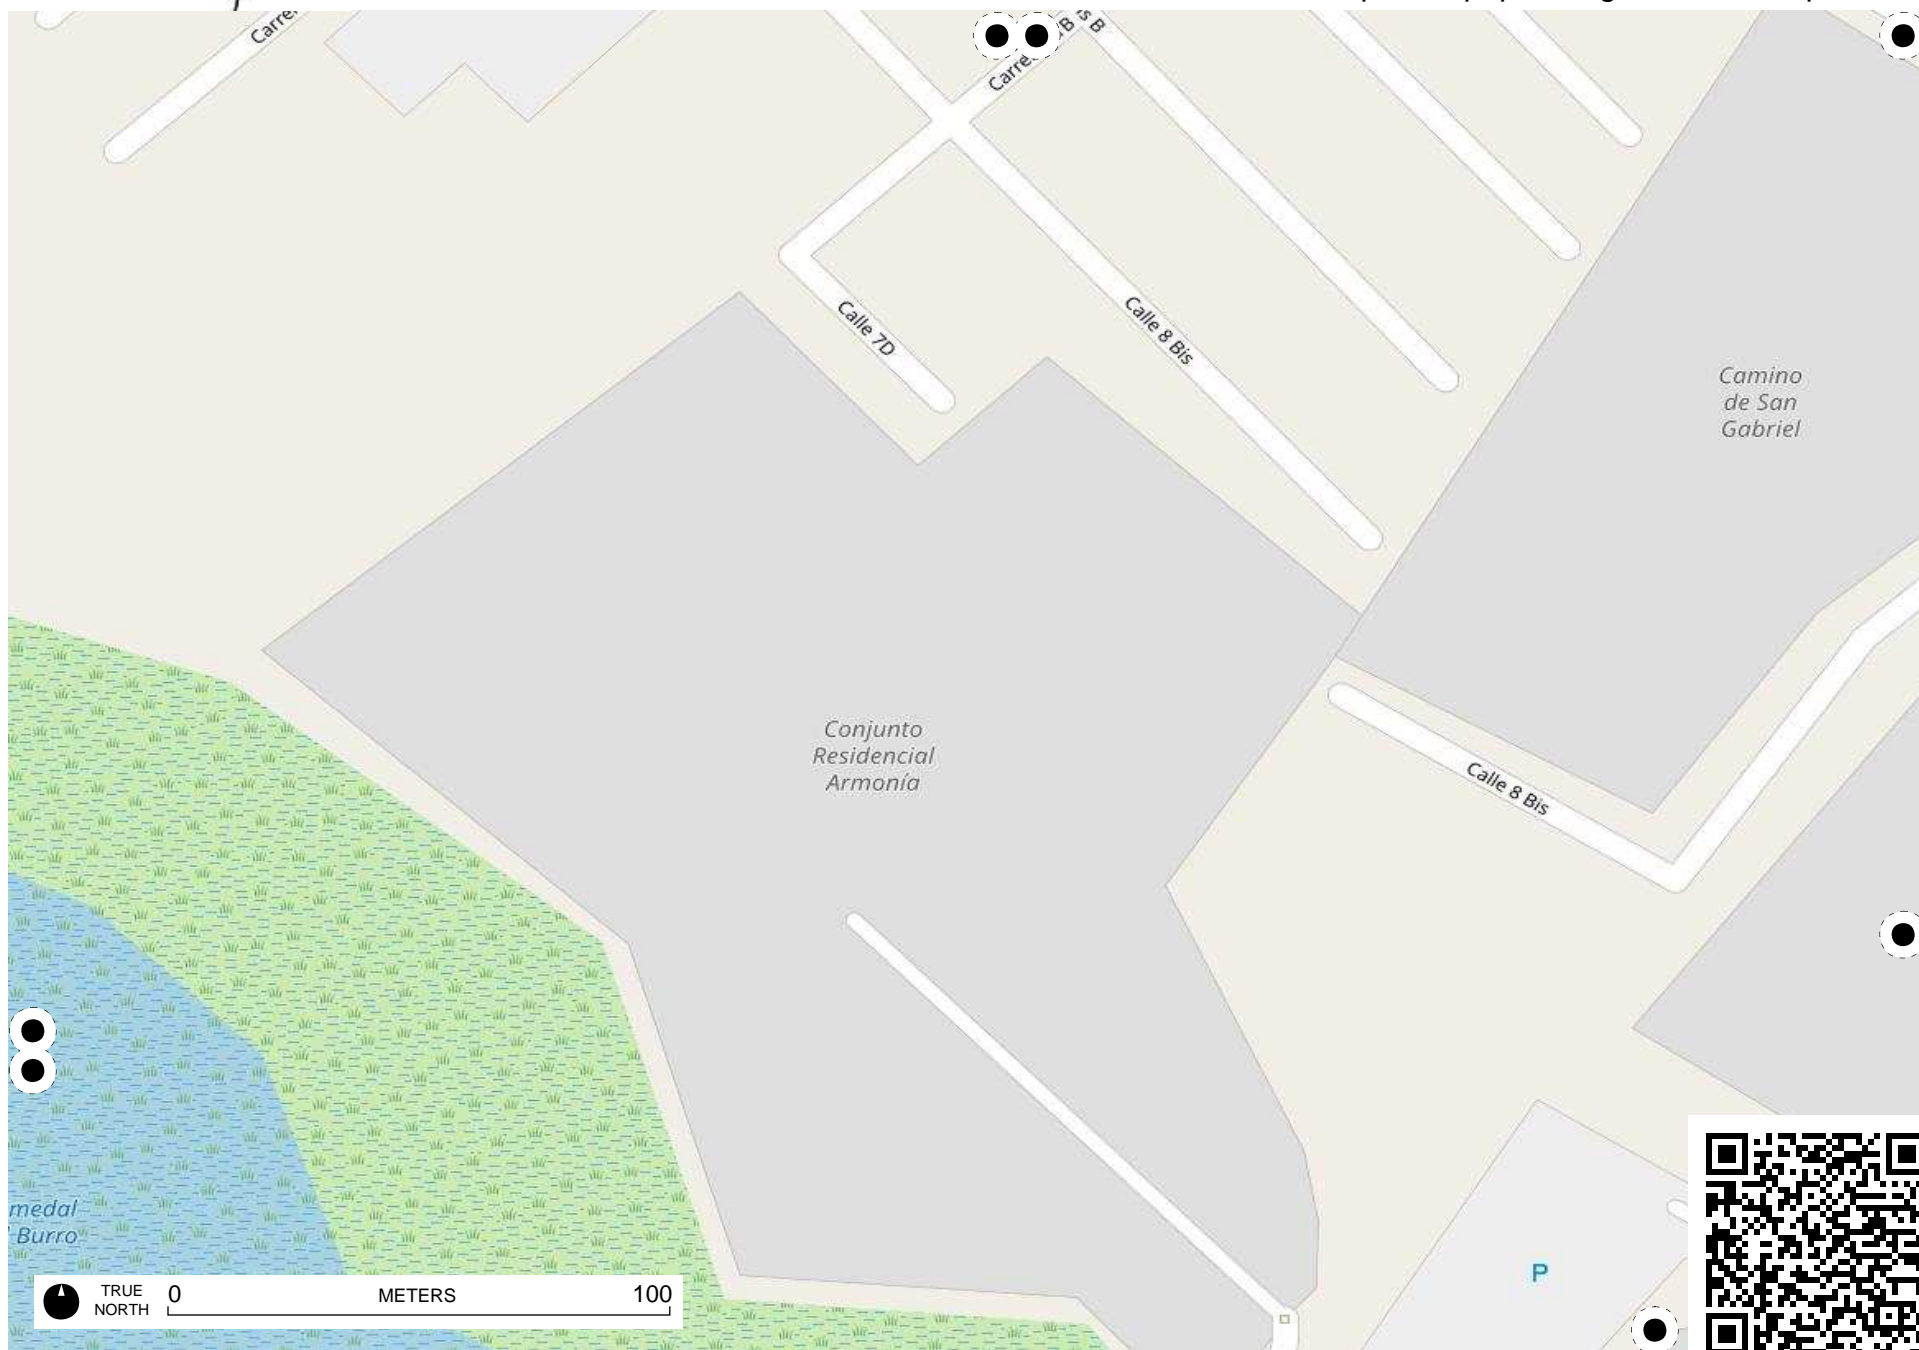 Calle 7D
Calle 8 Bis
Camino
de San
Gabriel
Conjunto
Residencial
Armonía
Calle 8 Bis
medal
Burro
P
TRUE
NORTH
0
METERS
100